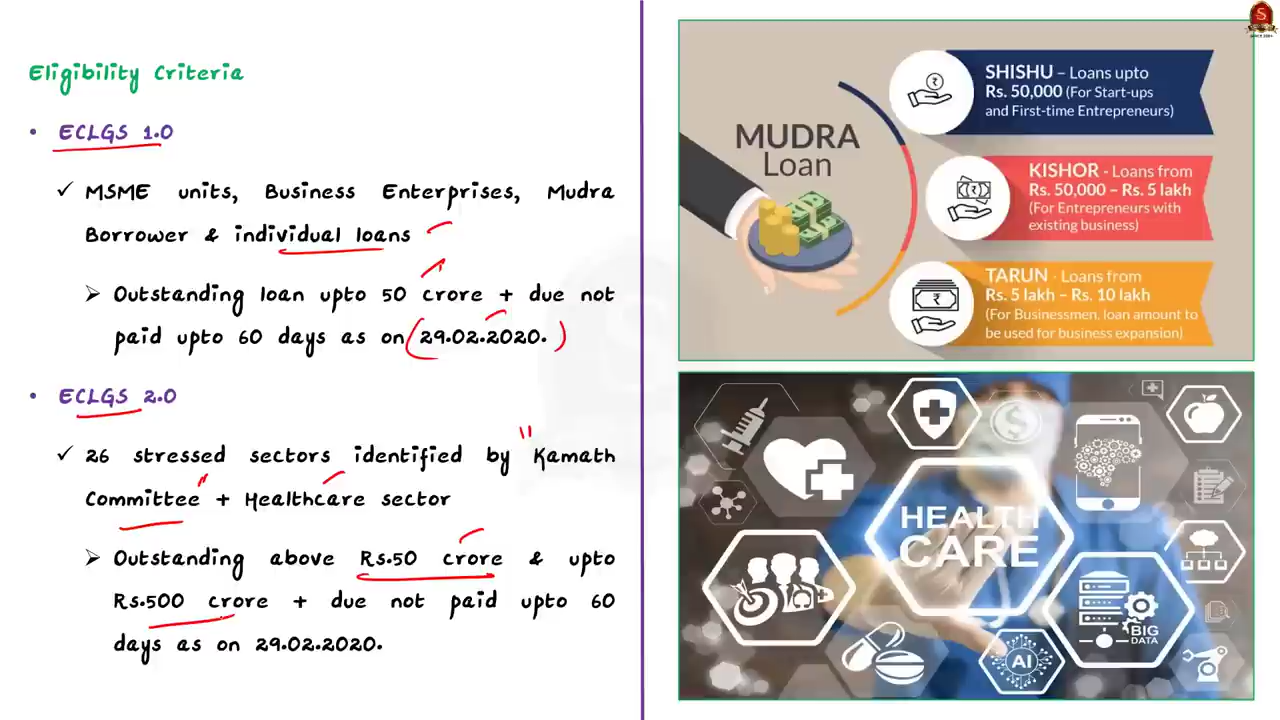 Eligibility Criteria
• ECLGS 1.0
✓ MSME units, Business Enterprises, Mudra
Borrower & individual loans
➢ Outstanding loan upto 50 crore + due not
paid upto 60 days as on (29.02.2020.)
• ECLGS 2.0
✓ 26 stressed sectors identified by "Kamath
Committee" + Healthcare sector
➢ Outstanding above Rs.50 crore & upto
Rs.500 crore + due not paid upto 60
days as on 29.02.2020.
MUDRA
Loan
SHISHU – Loans upto
Rs. 50,000 (For Start-ups
and First-time Entrepreneurs)
KISHOR - Loans from
Rs. 50,000 – Rs. 5 lakh
(For Entrepreneurs with
existing business)
TARUN - Loans from
Rs. 5 lakh – Rs. 10 lakh
(For Businessmen, loan amount to
be used for business expansion)
HEALTH
CARE
BIG
DATA
AI